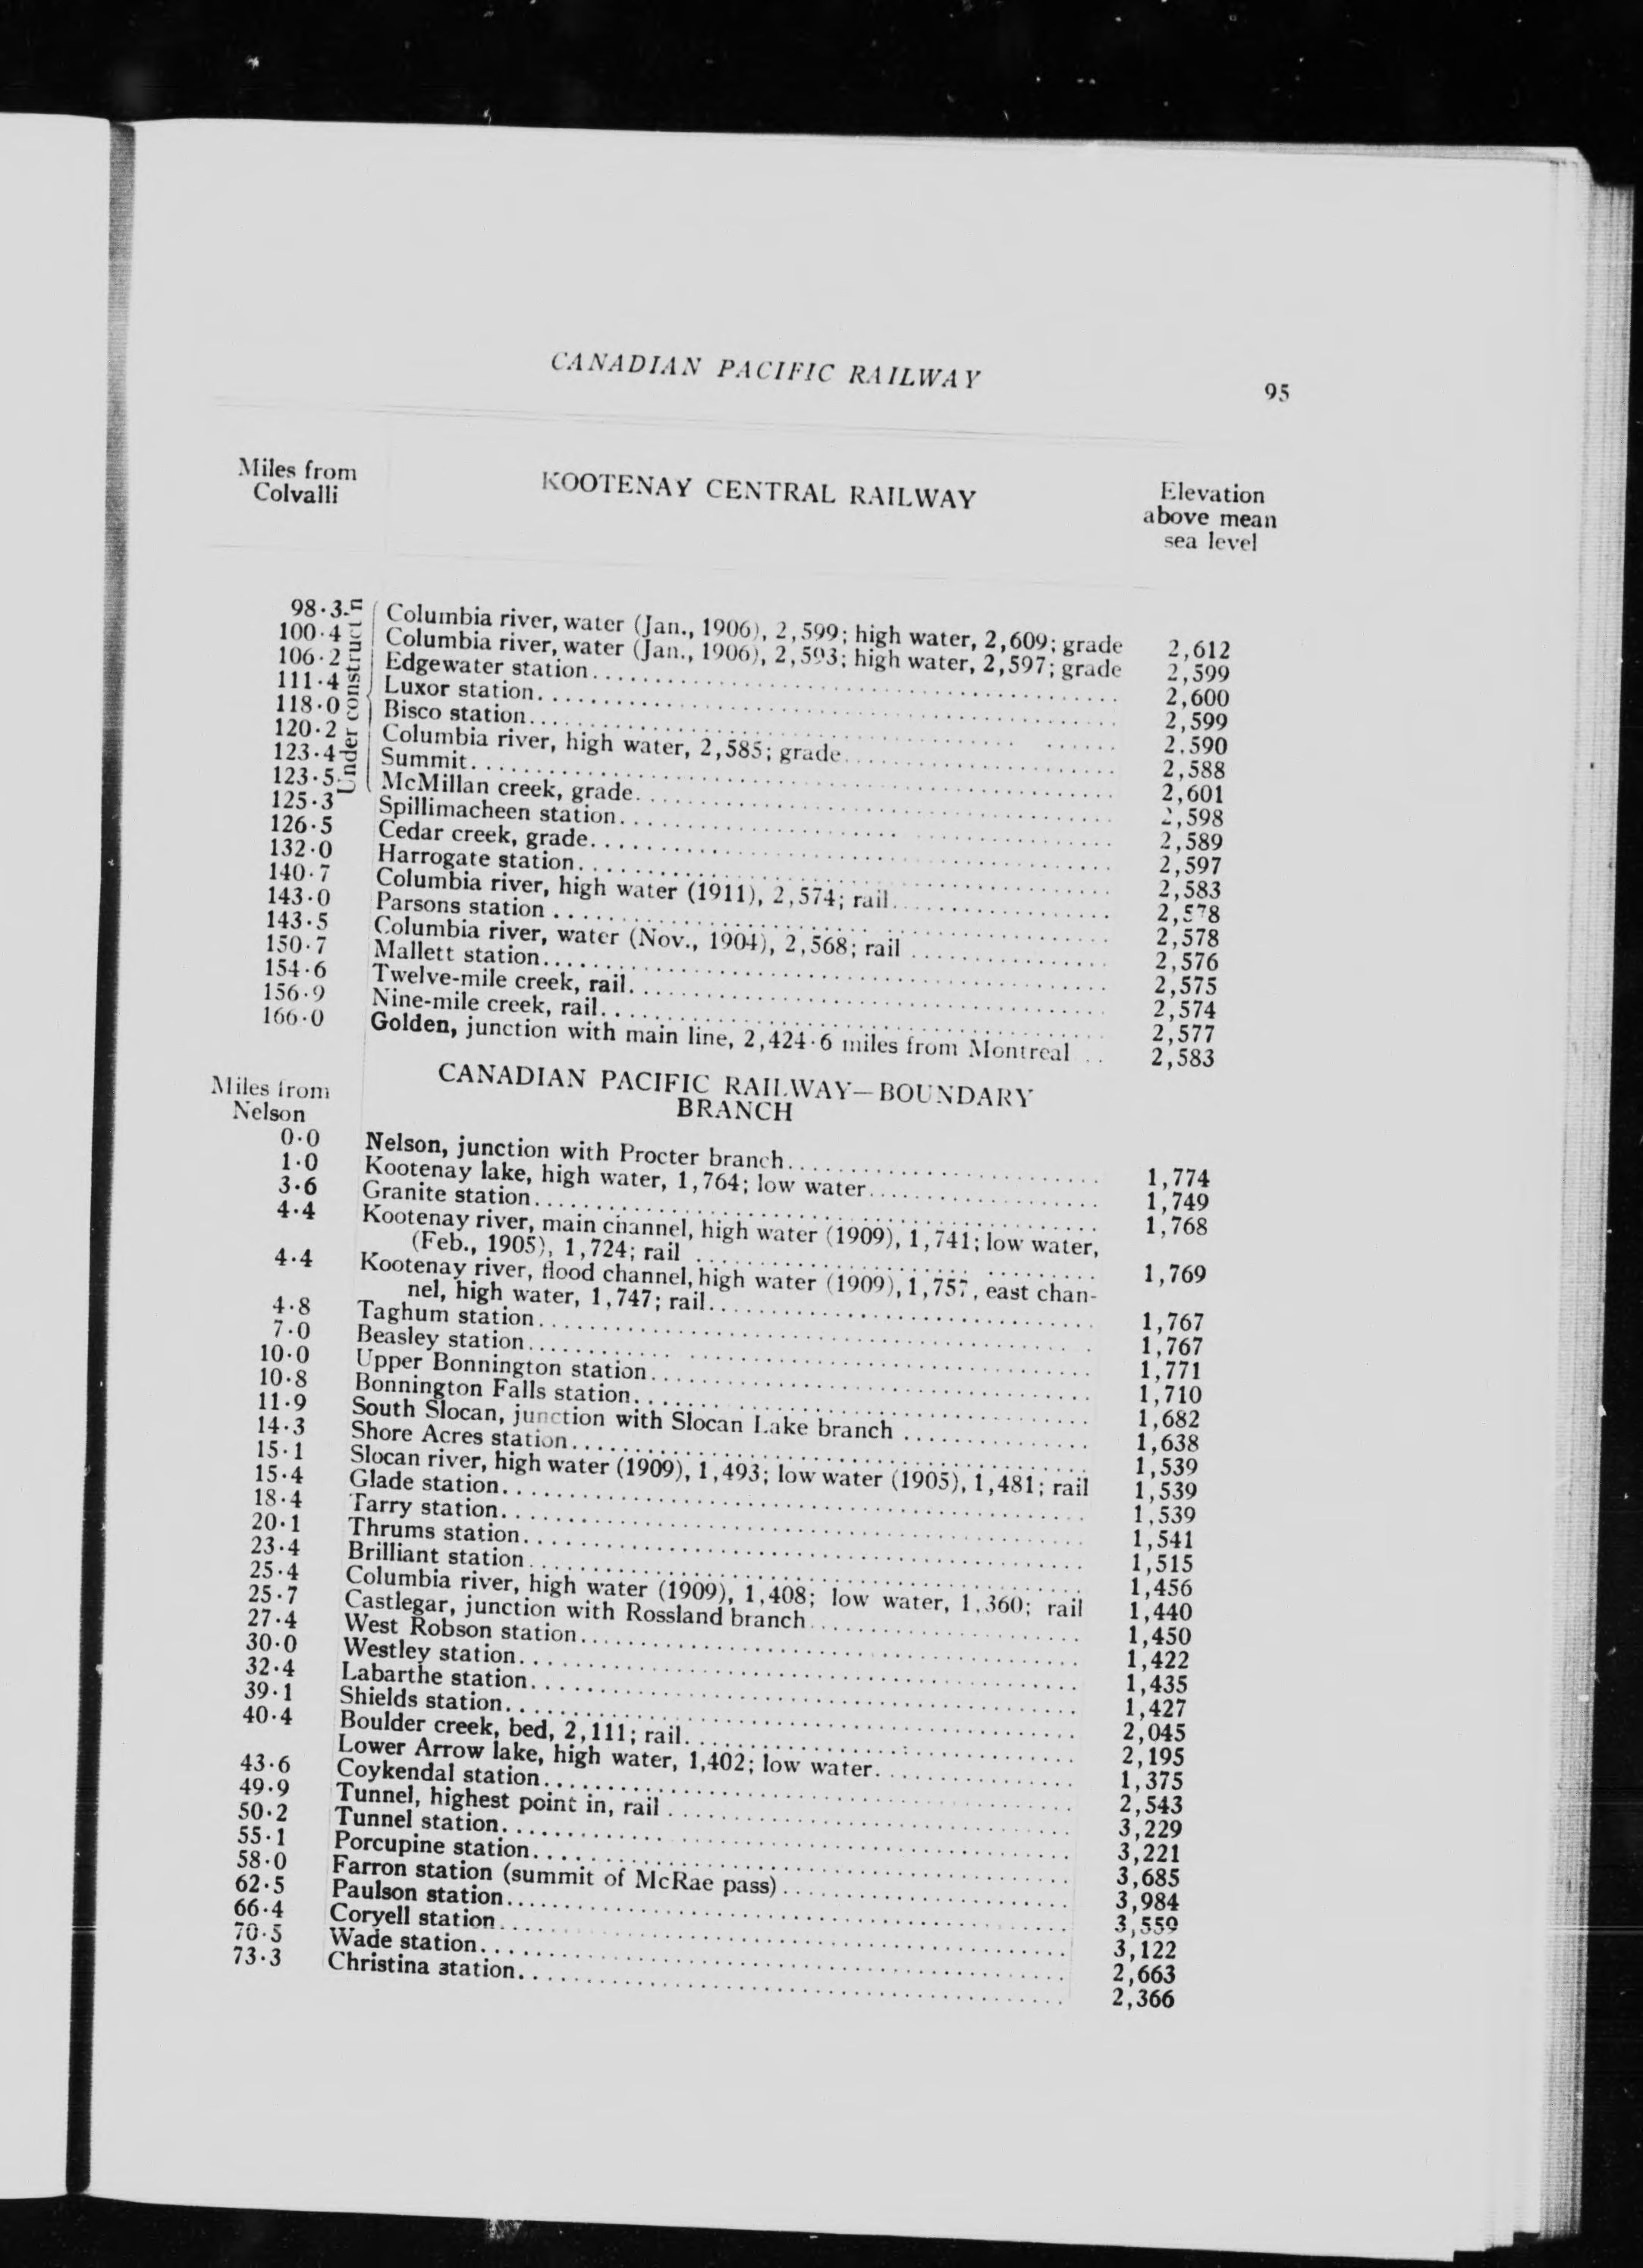 CANADIAN PACIFIC RAILWAY 95
Miles from
Colvalli
KOOTENAY CENTRAL RAILWAY
Elevation
above mean
sea level
Under construct'n
98·3 Columbia river, water (Jan., 1906), 2,599; high water, 2,609; grade 2,612
100·4 Columbia river, water (Jan., 1906), 2,593; high water, 2,597; grade 2,599
106·2 Edgewater station 2,600
111·4 Luxor station 2,599
118·0 Bisco station 2,590
120·2 Columbia river, high water, 2,585; grade 2,588
123·4 Summit 2,601
123·5 McMillan creek, grade 2,598
125·3 Spillimacheen station 2,589
126·5 Cedar creek, grade 2,597
132·0 Harrogate station 2,583
140·7 Columbia river, high water (1911), 2,574; rail 2,578
143·0 Parsons station 2,578
143·5 Columbia river, water (Nov., 1904), 2,568; rail 2,576
150·7 Mallett station 2,575
154·6 Twelve-mile creek, rail 2,574
156·9 Nine-mile creek, rail 2,577
166·0 Golden, junction with main line, 2,424·6 miles from Montreal 2,583
Miles from
Nelson
CANADIAN PACIFIC RAILWAY—BOUNDARY
BRANCH
0·0 Nelson, junction with Procter branch 1,774
1·0 Kootenay lake, high water, 1,764; low water 1,749
3·6 Granite station 1,768
4·4 Kootenay river, main channel, high water (1909), 1,741; low water,
(Feb., 1905), 1,724; rail 1,769
4·4 Kootenay river, flood channel, high water (1909), 1,757, east chan-
nel, high water, 1,747; rail 1,767
4·8 Taghum station 1,767
7·0 Beasley station 1,771
10·0 Upper Bonnington station 1,710
10·8 Bonnington Falls station 1,682
11·9 South Slocan, junction with Slocan Lake branch 1,638
14·3 Shore Acres station 1,539
15·1 Slocan river, high water (1909), 1,493; low water (1905), 1,481; rail 1,539
15·4 Glade station 1,539
18·4 Tarry station 1,541
20·1 Thrums station 1,515
23·4 Brilliant station 1,456
25·4 Columbia river, high water (1909), 1,408; low water, 1,360; rail 1,440
25·7 Castlegar, junction with Rossland branch 1,450
27·4 West Robson station 1,422
30·0 Westley station 1,435
32·4 Labarthe station 1,427
39·1 Shields station 2,045
40·4 Boulder creek, bed, 2,111; rail 2,195
Lower Arrow lake, high water, 1,402; low water 1,375
43·6 Coykendal station 2,543
49·9 Tunnel, highest point in, rail 3,229
50·2 Tunnel station 3,221
55·1 Porcupine station 3,685
58·0 Farron station (summit of McRae pass) 3,984
62·5 Paulson station 3,559
66·4 Coryell station 3,122
70·5 Wade station 2,663
73·3 Christina station 2,366